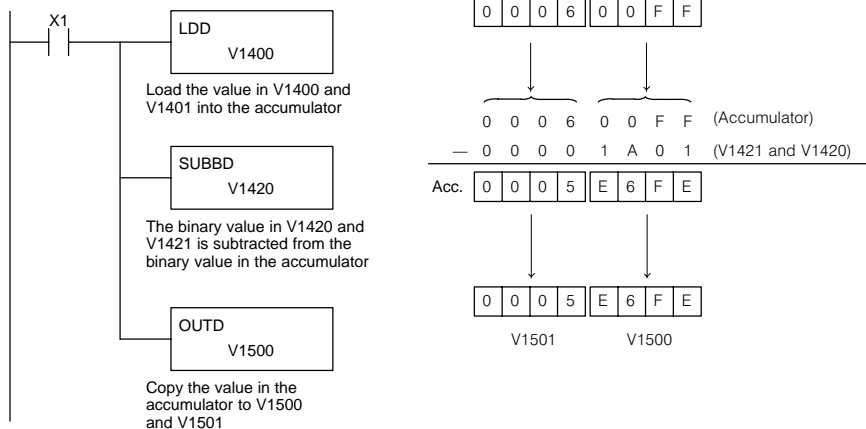 X1
LDD
V1400
Load the value in V1400 and
V1401 into the accumulator
SUBBD
V1420
The binary value in V1420 and
V1421 is subtracted from the
binary value in the accumulator
OUTD
V1500
Copy the value in the
accumulator to V1500
and V1501
0 0 0 6 0 0 F F
0 0 0 6 0 0 F F (Accumulator)
— 0 0 0 0 1 A 0 1 (V1421 and V1420)
Acc. 0 0 0 5 E 6 F E
0 0 0 5 E 6 F E
V1501 V1500